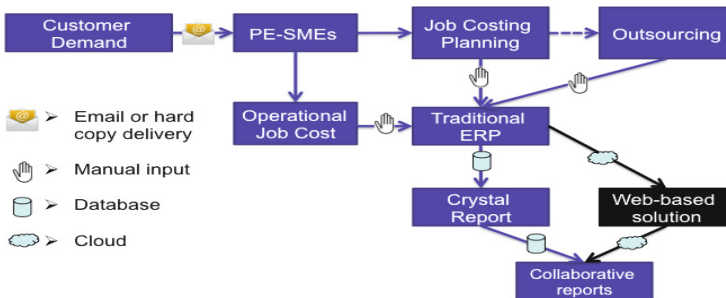 Customer
Demand
PE-SMEs
Job Costing
Planning
Outsourcing
Email or hard
copy delivery
Operational
Job Cost
Traditional
ERP
Manual input
Database
Crystal
Report
Web-based
solution
Cloud
Collaborative
reports